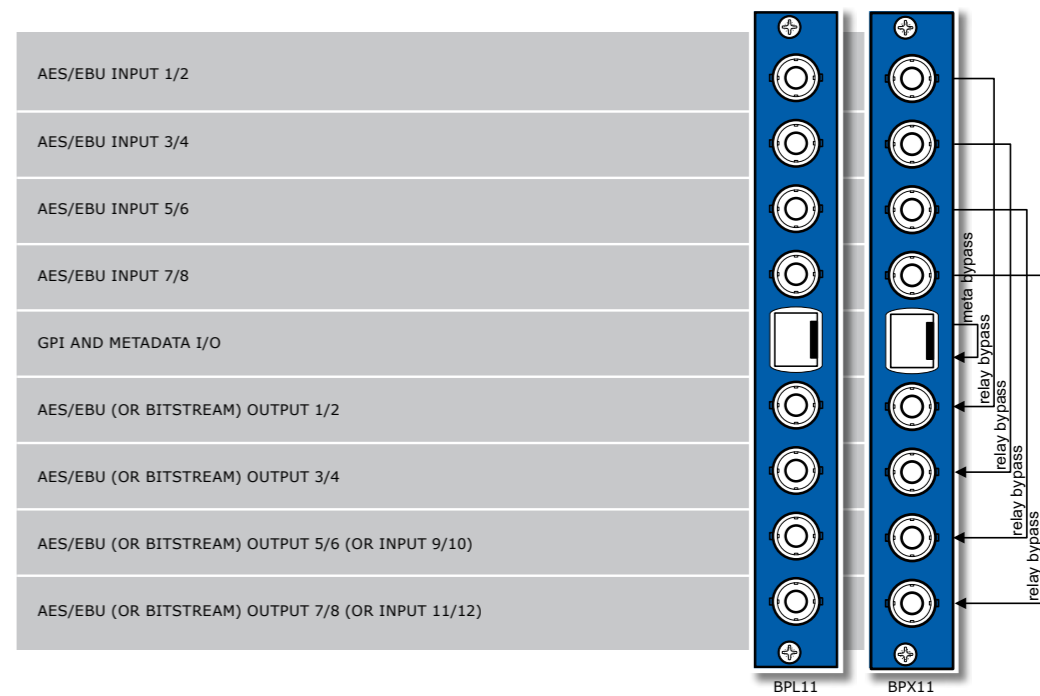 AES/EBU INPUT 1/2
AES/EBU INPUT 3/4
AES/EBU INPUT 5/6
AES/EBU INPUT 7/8
meta bypass
GPI AND METADATA I/O
relay bypass
AES/EBU (OR BITSTREAM) OUTPUT 1/2
relay bypass
AES/EBU (OR BITSTREAM) OUTPUT 3/4
relay bypass
AES/EBU (OR BITSTREAM) OUTPUT 5/6 (OR INPUT 9/10)
relay bypass
AES/EBU (OR BITSTREAM) OUTPUT 7/8 (OR INPUT 11/12)
BPL11
BPX11